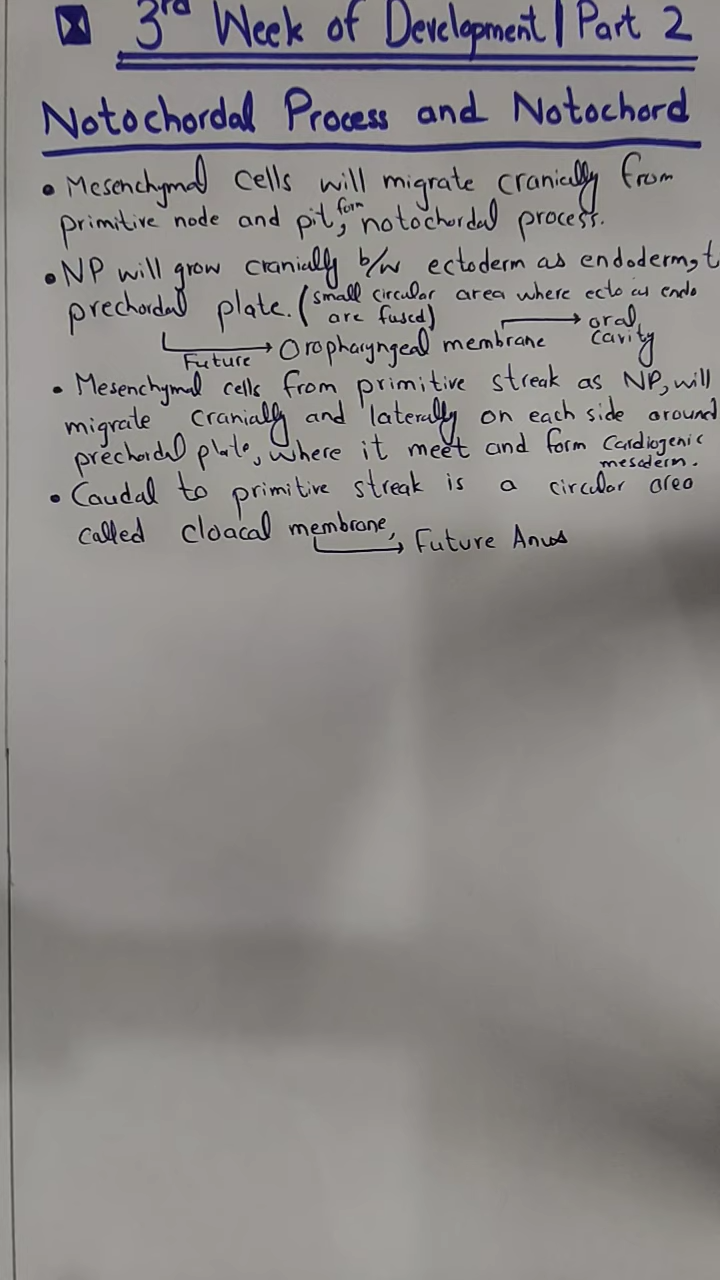 3rd Week of Development | Part 2
Notochordal Process and Notochord
• Mesenchymal cells will migrate cranially from
primitive node and pit, form notochordal process.
• NP will grow cranially b/w ectoderm as endoderm, t
prechordal plate. (small circular area where ecto as endo
are fused)
Future → Oropharyngeal membrane → oral
cavity
• Mesenchymal cells from primitive streak as NP, will
migrate cranially and laterally on each side around
prechordal plate, where it meet and form Cardiogenic
mesoderm.
• Caudal to primitive streak is a circular area
called cloacal membrane,
→ Future Anus